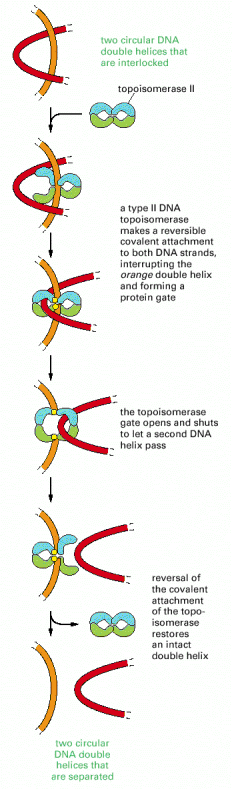 two circular DNA
double helices that
are interlocked
topoisomerase II
a type II DNA
topoisomerase
makes a reversible
covalent attachment
to both DNA strands,
interrupting the
orange double helix
and forming a
protein gate
the topoisomerase
gate opens and shuts
to let a second DNA
helix pass
reversal of
the covalent
attachment
of the topo-
isomerase
restores
an intact
double helix
two circular
DNA double
helices that
are separated